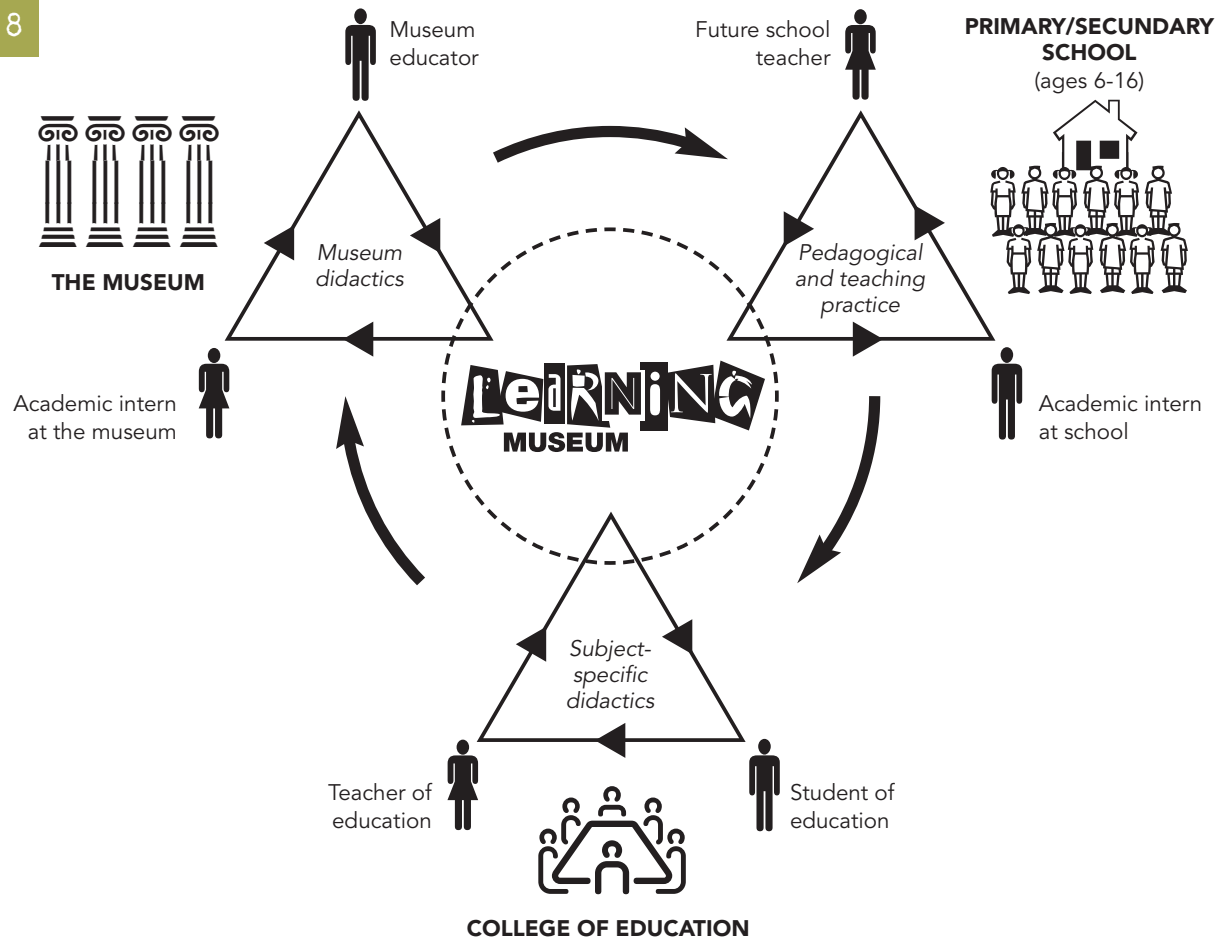 8
Museum
educator
Future school
teacher
PRIMARY/SECUNDARY
SCHOOL
(ages 6-16)
THE MUSEUM
Museum
didactics
Pedagogical
and teaching
practice
Academic intern
at the museum
LeaRNiNG
MUSEUM
Academic intern
at school
Subject-
specific
didactics
Teacher of
education
Student of
education
COLLEGE OF EDUCATION